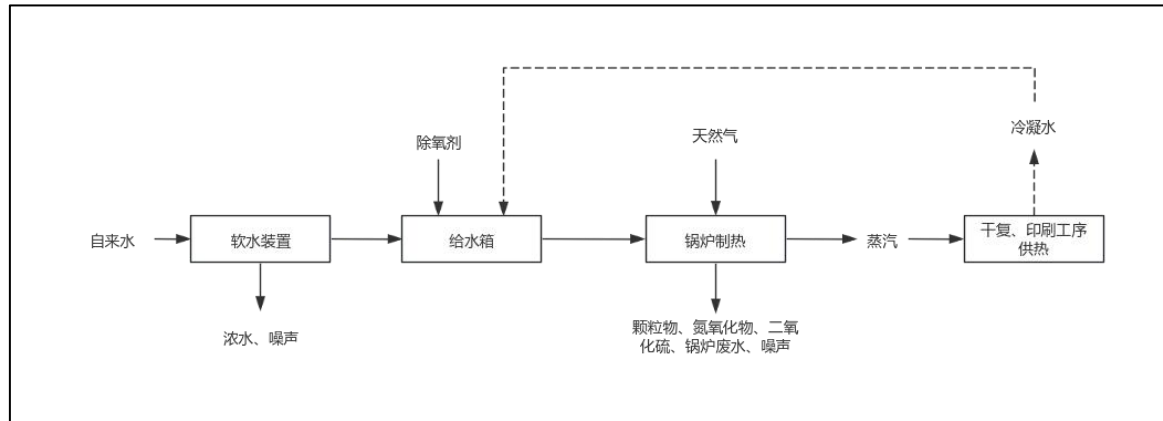 冷凝水
除氧剂
天然气
自来水
软水装置
给水箱
锅炉制热
蒸汽
干复、印刷工序
供热
浓水、噪声
颗粒物、氮氧化物、二氧
化硫、锅炉废水、噪声